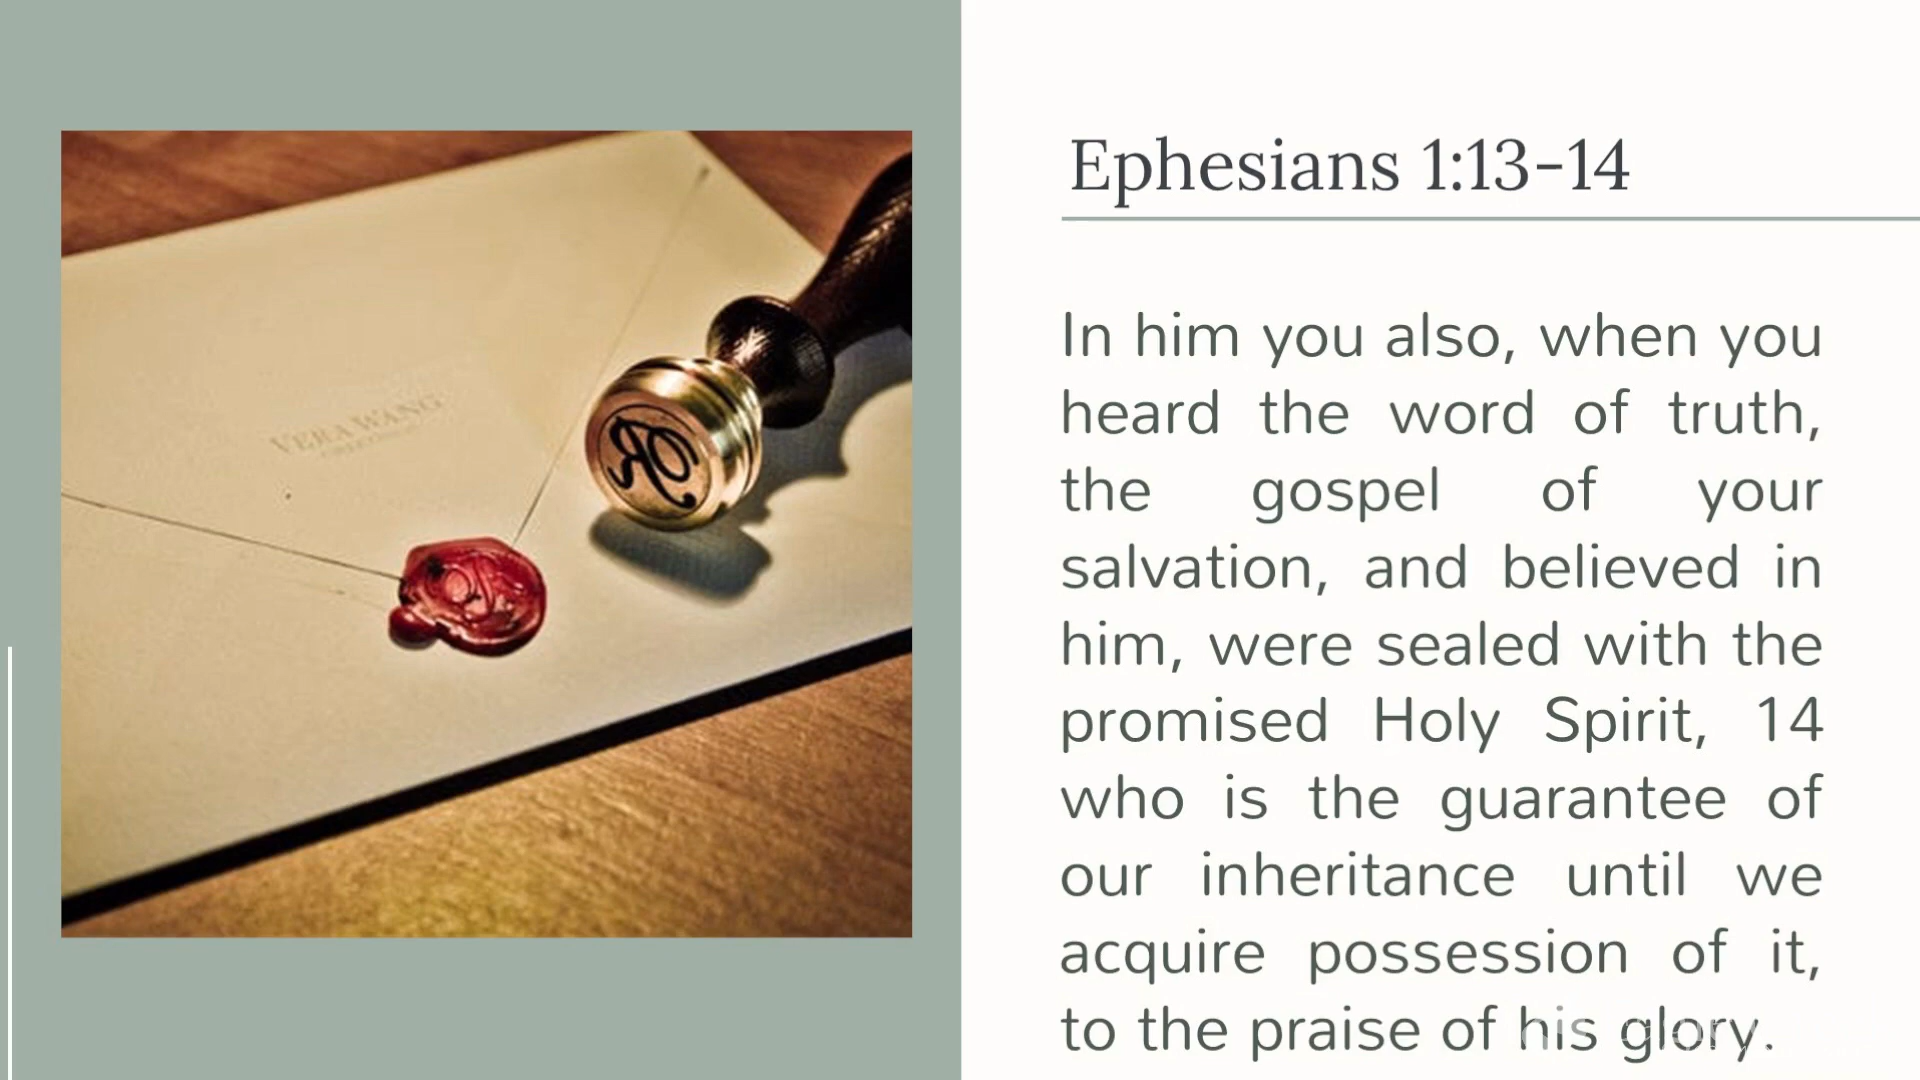 VERA WANG
R
Ephesians 1:13-14
In him you also, when you
heard the word of truth,
the gospel of your
salvation, and believed in
him, were sealed with the
promised Holy Spirit, 14
who is the guarantee of
our inheritance until we
acquire possession of it,
to the praise of his glory.